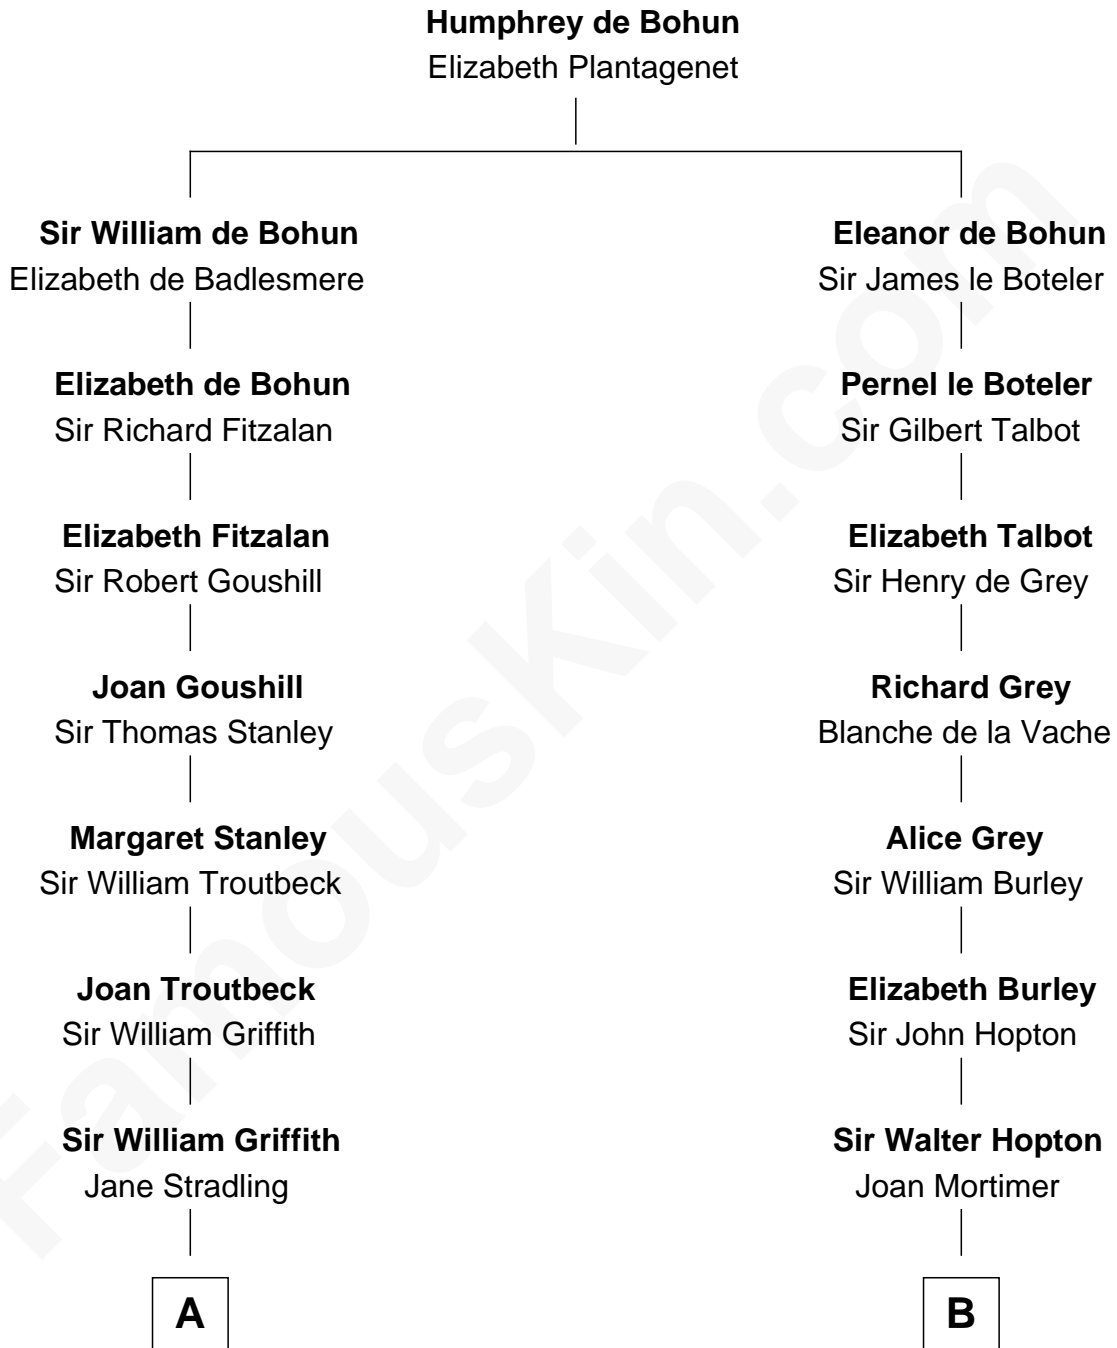 Humphrey de Bohun
Elizabeth Plantagenet
Sir William de Bohun
Elizabeth de Badlesmere
Eleanor de Bohun
Sir James le Boteler
Elizabeth de Bohun
Sir Richard Fitzalan
Pernel le Boteler
Sir Gilbert Talbot
Elizabeth Fitzalan
Sir Robert Goushill
Elizabeth Talbot
Sir Henry de Grey
Joan Goushill
Sir Thomas Stanley
Richard Grey
Blanche de la Vache
Margaret Stanley
Sir William Troutbeck
Alice Grey
Sir William Burley
Joan Troutbeck
Sir William Griffith
Elizabeth Burley
Sir John Hopton
Sir William Griffith
Jane Stradling
Sir Walter Hopton
Joan Mortimer
A
B
FamousKin.com